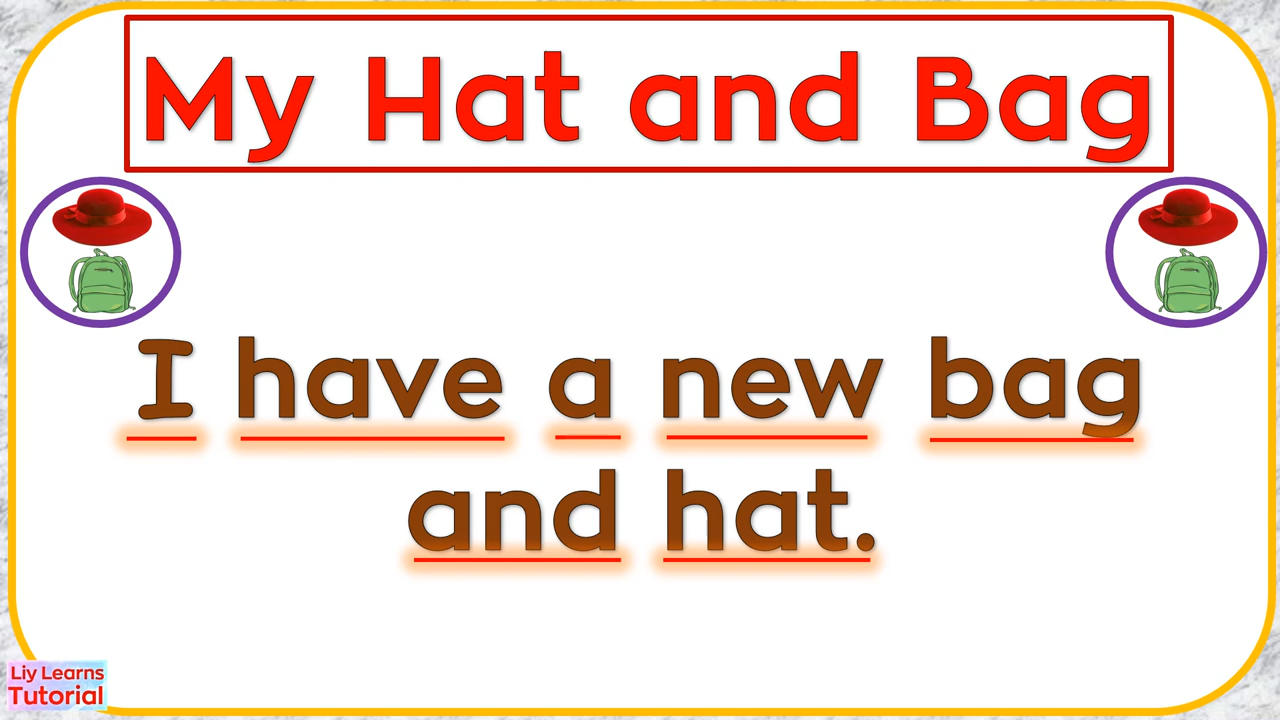 My Hat and Bag
I have a new bag
and hat.
Liy Learns
Tutorial